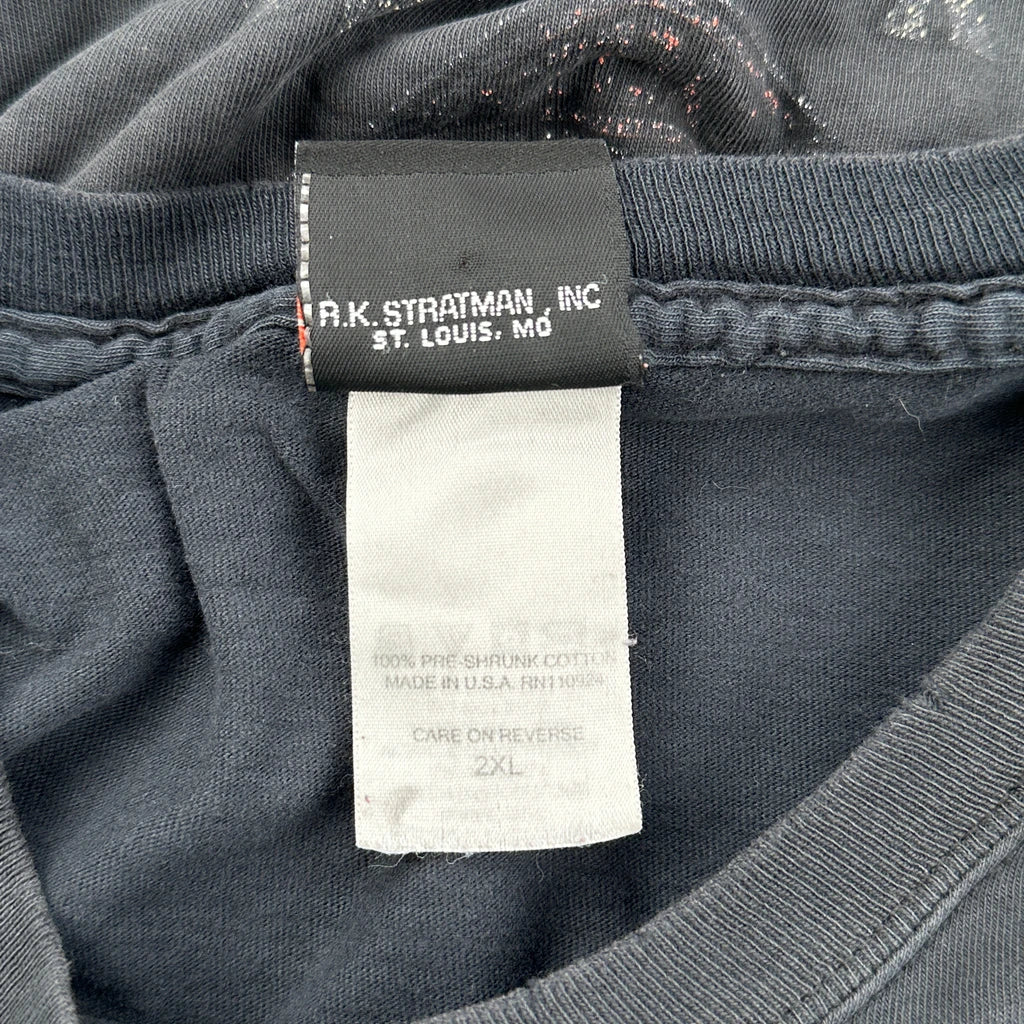 R.K. STRATMAN, INC
ST. LOUIS, MO
100% PRE-SHRUNK COTTON
MADE IN U.S.A. RN110924
CARE ON REVERSE
2XL